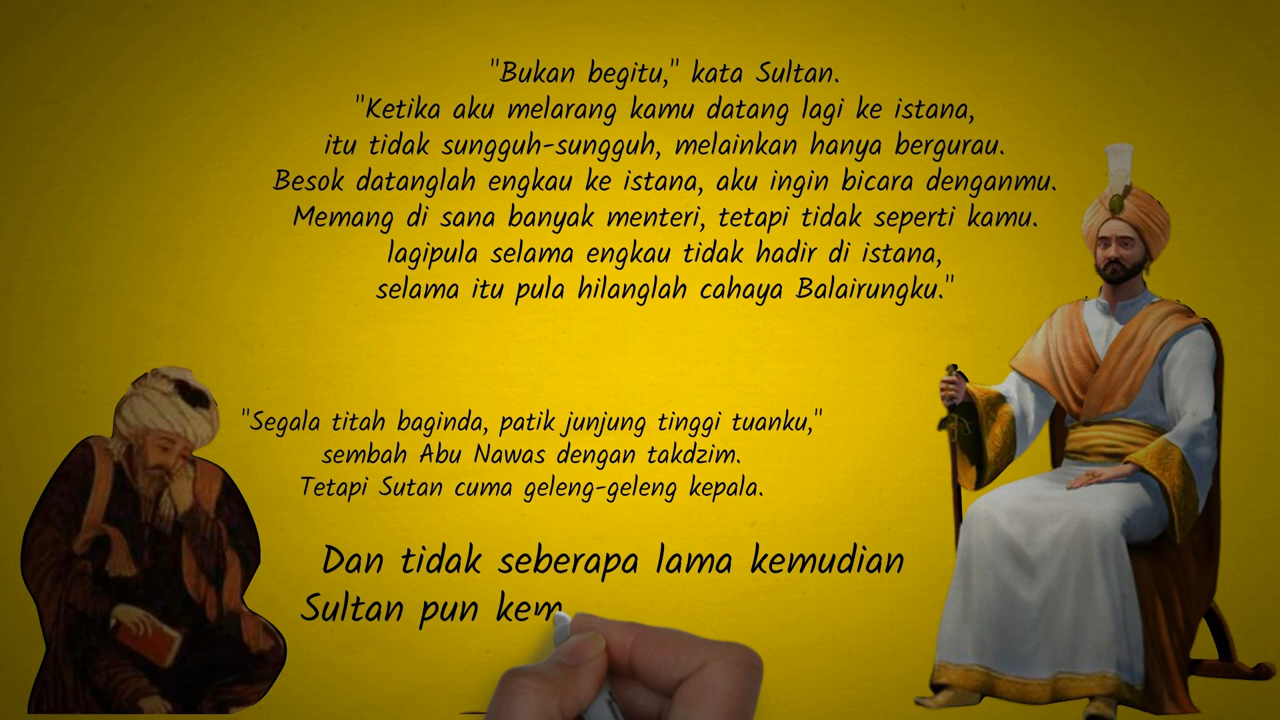 "Bukan begitu," kata Sultan.
"Ketika aku melarang kamu datang lagi ke istana,
itu tidak sungguh-sungguh, melainkan hanya bergurau.
Besok datanglah engkau ke istana, aku ingin bicara denganmu.
Memang di sana banyak menteri, tetapi tidak seperti kamu.
lagipula selama engkau tidak hadir di istana,
selama itu pula hilanglah cahaya Balairungku."
"Segala titah baginda, patik junjung tinggi tuanku,"
sembah Abu Nawas dengan takdzim.
Tetapi Sutan cuma geleng-geleng kepala.
Dan tidak seberapa lama kemudian
Sultan pun kem